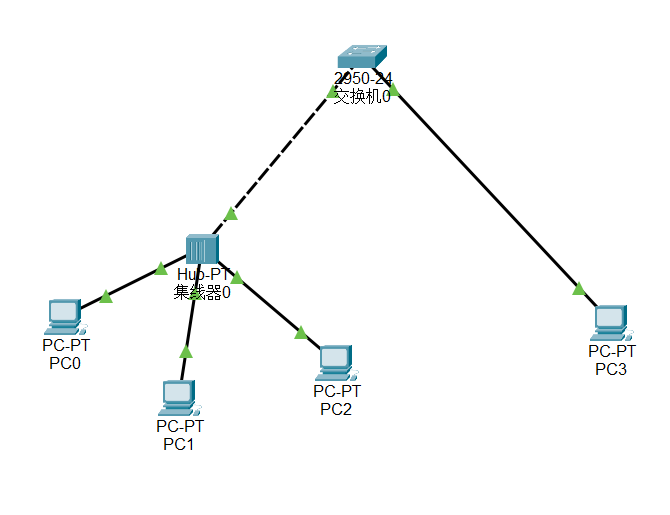 2950-24
交换机0
Hub-PT
集线器0
PC-PT
PC0
PC-PT
PC1
PC-PT
PC2
PC-PT
PC3